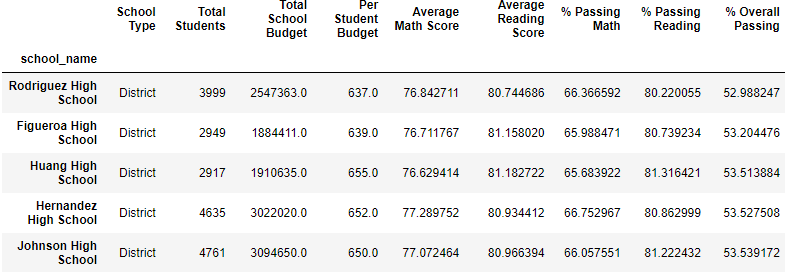 School Type Total Students Total School Budget Per Student Budget Average Math Score Average Reading Score % Passing Math % Passing Reading % Overall Passing
school_name
Rodriguez High School District 3999 2547363.0 637.0 76.842711 80.744686 66.366592 80.220055 52.988247
Figueroa High School District 2949 1884411.0 639.0 76.711767 81.158020 65.988471 80.739234 53.204476
Huang High School District 2917 1910635.0 655.0 76.629414 81.182722 65.683922 81.316421 53.513884
Hernandez High School District 4635 3022020.0 652.0 77.289752 80.934412 66.752967 80.862999 53.527508
Johnson High School District 4761 3094650.0 650.0 77.072464 80.966394 66.057551 81.222432 53.539172